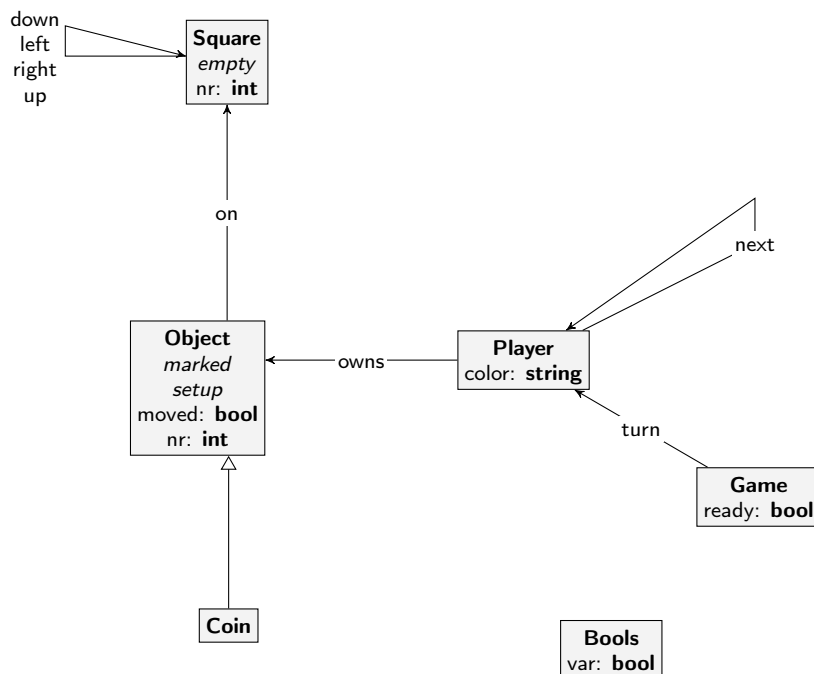 down
left
right
up
Square
empty
nr: int
on
next
Object
marked
setup
moved: bool
nr: int
owns
Player
color: string
turn
Game
ready: bool
Coin
Bools
var: bool